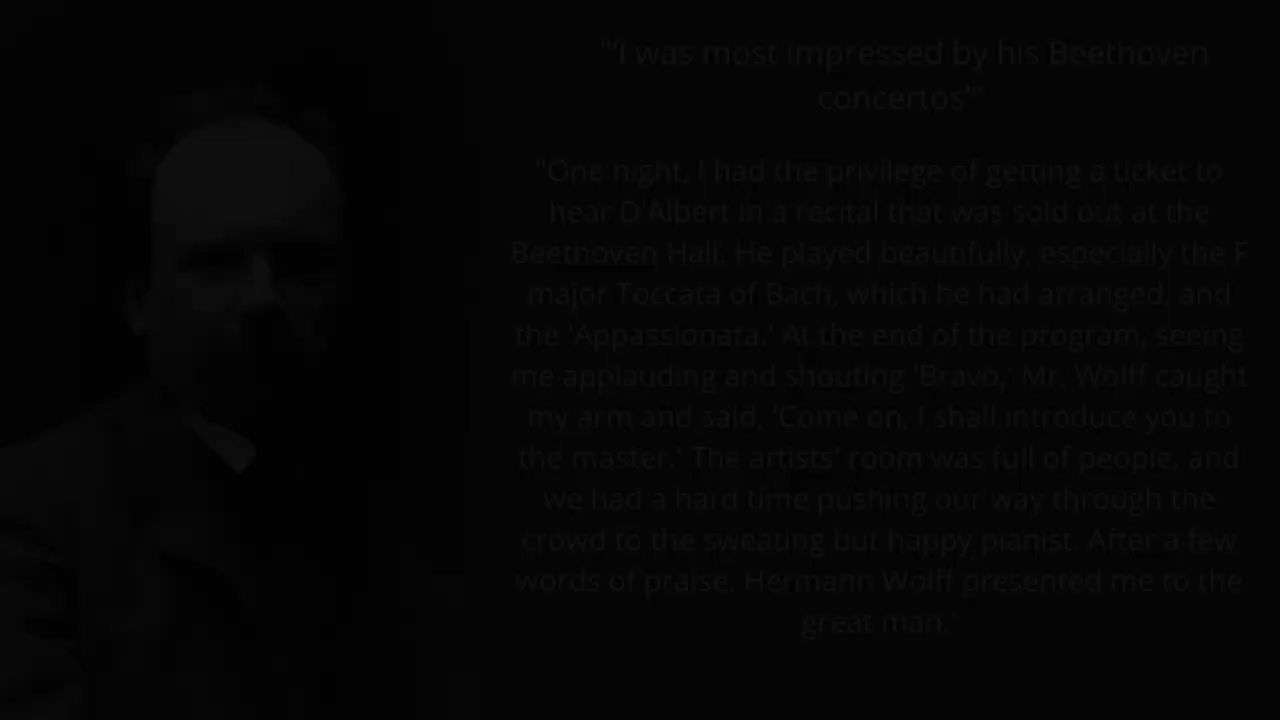 "'I was most impressed by his Beethoven
concertos'"
"One night, I had the privilege of getting a ticket to
hear D'Albert in a recital that was sold out at the
Beethoven Hall. He played beautifully, especially the F
major Toccata of Bach, which he had arranged, and
the 'Appassionata.' At the end of the program, seeing
me applauding and shouting 'Bravo,' Mr. Wolff caught
my arm and said, 'Come on, I shall introduce you to
the master.' The artists' room was full of people, and
we had a hard time pushing our way through the
crowd to the sweating but happy pianist. After a few
words of praise, Hermann Wolff presented me to the
great man.'